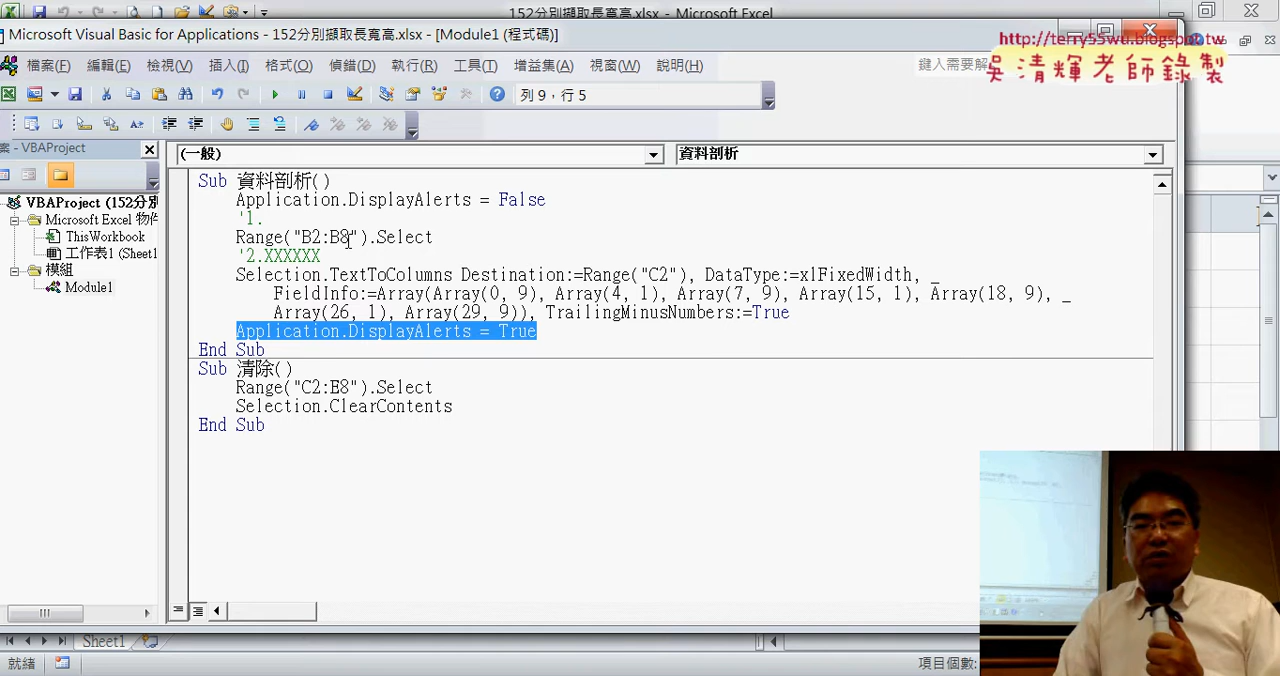 152分別擷取長寬高.xlsx - Microsoft Excel
Microsoft Visual Basic for Applications - 152分別擷取長寬高.xlsx - [Module1 (程式碼)]
http://terry55wu.blogspot.tw
吳清輝老師錄製
檔案(F) 編輯(E) 檢視(V) 插入(I) 格式(O) 偵錯(D) 執行(R) 工具(T) 增益集(A) 視窗(W) 說明(H) 鍵入需要解
列 9，行 5
案 - VBAProject
(一般) 資料剖析
VBAProject (152分別
Microsoft Excel 物件
ThisWorkbook
工作表1 (Sheet1
模組
Module1
Sub 資料剖析()
Application.DisplayAlerts = False
'1.
Range("B2:B8").Select
'2.XXXXXX
Selection.TextToColumns Destination:=Range("C2"), DataType:=xlFixedWidth, _
FieldInfo:=Array(Array(0, 9), Array(4, 1), Array(7, 9), Array(15, 1), Array(18, 9), _
Array(26, 1), Array(29, 9)), TrailingMinusNumbers:=True
Application.DisplayAlerts = True
End Sub
Sub 清除()
Range("C2:E8").Select
Selection.ClearContents
End Sub
Sheet1
就緒
項目個數: